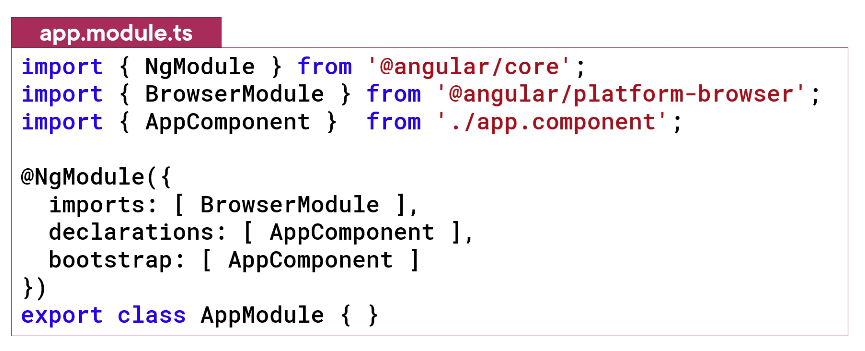 app.module.ts
import { NgModule } from '@angular/core';
import { BrowserModule } from '@angular/platform-browser';
import { AppComponent }  from './app.component';

@NgModule({
  imports: [ BrowserModule ],
  declarations: [ AppComponent ],
  bootstrap: [ AppComponent ]
})
export class AppModule { }